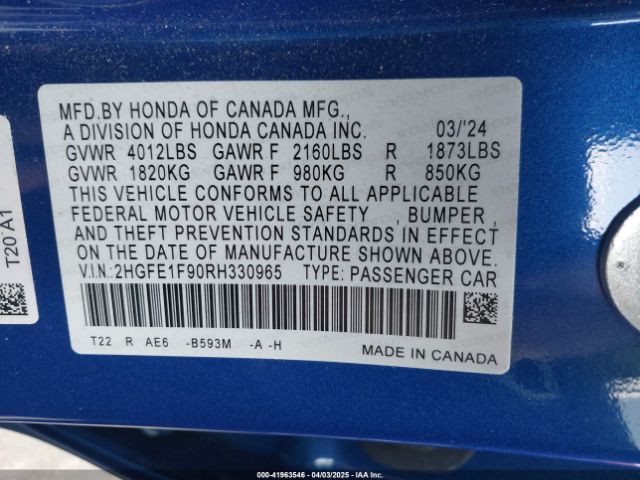 MFD.BY HONDA OF CANADA MFG.,
A DIVISION OF HONDA CANADA INC. 03/'24
GVWR 4012LBS GAWR F 2160LBS R 1873LBS
GVWR 1820KG GAWR F 980KG R 850KG
THIS VEHICLE CONFORMS TO ALL APPLICABLE
FEDERAL MOTOR VEHICLE SAFETY , BUMPER ,
AND THEFT PREVENTION STANDARDS IN EFFECT
ON THE DATE OF MANUFACTURE SHOWN ABOVE.
V.I.N.:2HGFE1F90RH330965 TYPE: PASSENGER CAR
T22 R AE6 -B593M -A -H
MADE IN CANADA
T20 A1
000-41963546 - 04/03/2025 - IAA Inc.